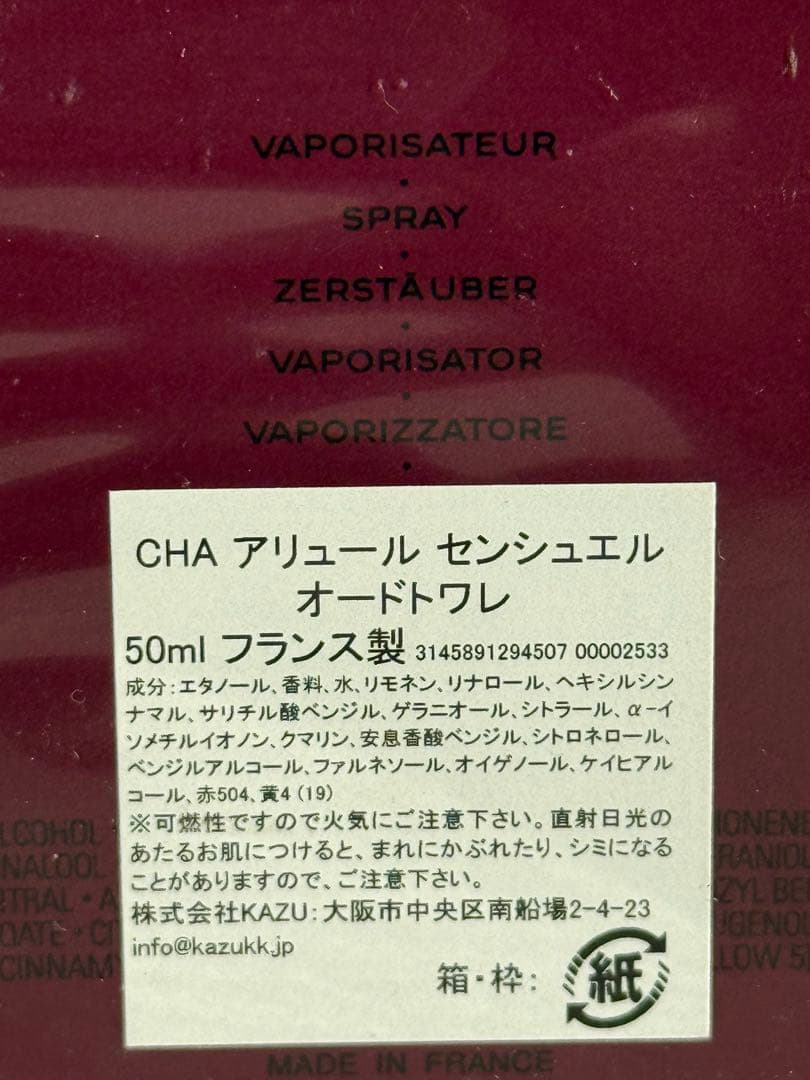 VAPORISATEUR
SPRAY
ZERSTÄUBER
VAPORISATOR
VAPORIZZATORE
CHA アリュール センシュエル
オードトワレ
50ml フランス製 3145891294507 00002533
成分:エタノール、香料、水、リモネン、リナロール、ヘキシルシン
ナマル、サリチル酸ベンジル、ゲラニオール、シトラール、α-イ
ソメチルイオノン、クマリン、安息香酸ベンジル、シトロネロール、
ベンジルアルコール、ファルネソール、オイゲノール、ケイヒアル
コール、赤504、黄4 (19)
※可燃性ですので火気にご注意下さい。直射日光の
あたるお肌につけると、まれにかぶれたり、シミになる
ことがありますので、ご注意下さい。
株式会社KAZU:大阪市中央区南船場2-4-23
info@kazukk.jp
箱・枠: 紙
MADE IN FRANCE